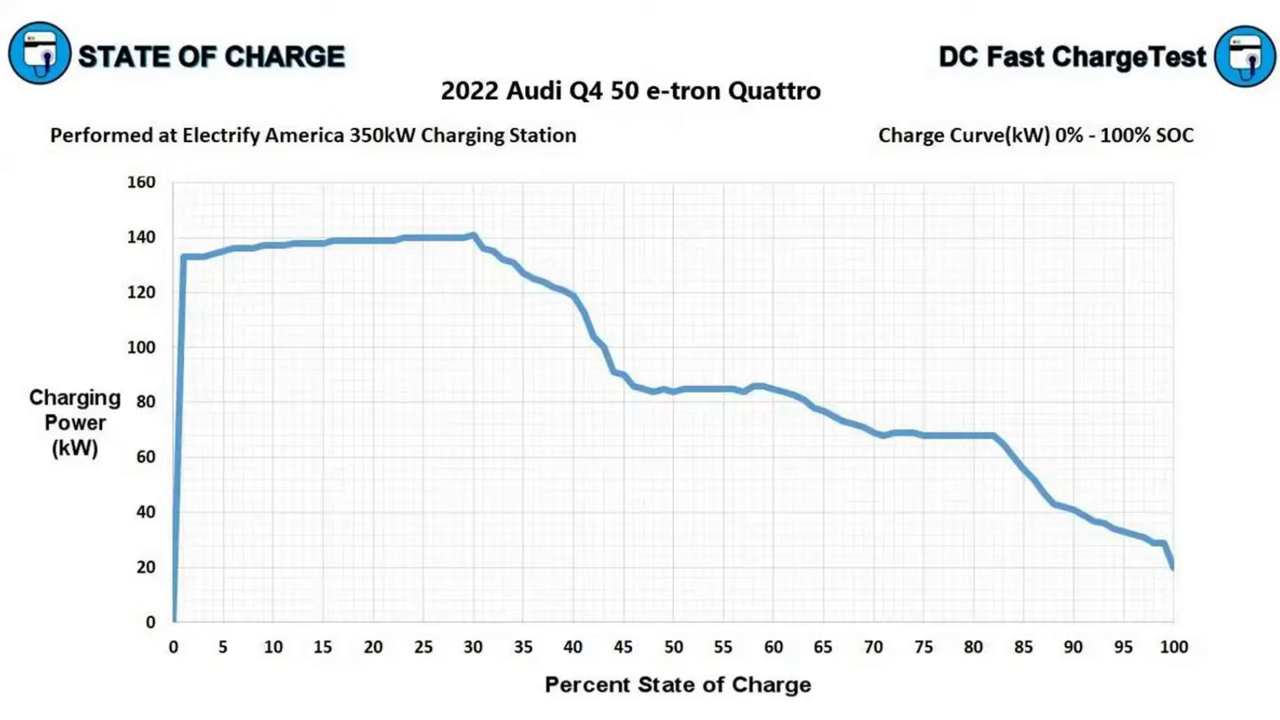 STATE OF CHARGE
DC Fast ChargeTest
2022 Audi Q4 50 e-tron Quattro
Performed at Electrify America 350kW Charging Station
Charge Curve(kW) 0% - 100% SOC
160
140
120
100
80
60
40
20
0
Charging
Power
(kW)
0 5 10 15 20 25 30 35 40 45 50 55 60 65 70 75 80 85 90 95 100
Percent State of Charge